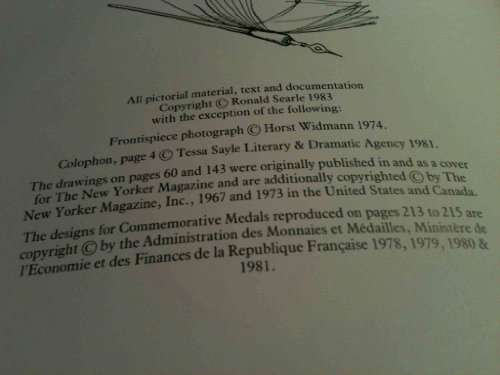 All pictorial material, text and documentation
Copyright © Ronald Searle 1983
with the exception of the following:
Frontispiece photograph © Horst Widmann 1974.
Colophon, page 4 © Tessa Sayle Literary & Dramatic Agency 1981.
The drawings on pages 60 and 143 were originally published in and as a cover
for The New Yorker Magazine and are additionally copyrighted © by The
New Yorker Magazine, Inc., 1967 and 1973 in the United States and Canada.
The designs for Commemorative Medals reproduced on pages 213 to 215 are
copyright © by the Administration des Monnaies et Médailles, Ministère de
l'Economie et des Finances de la Republique Française 1978, 1979, 1980 &
1981.